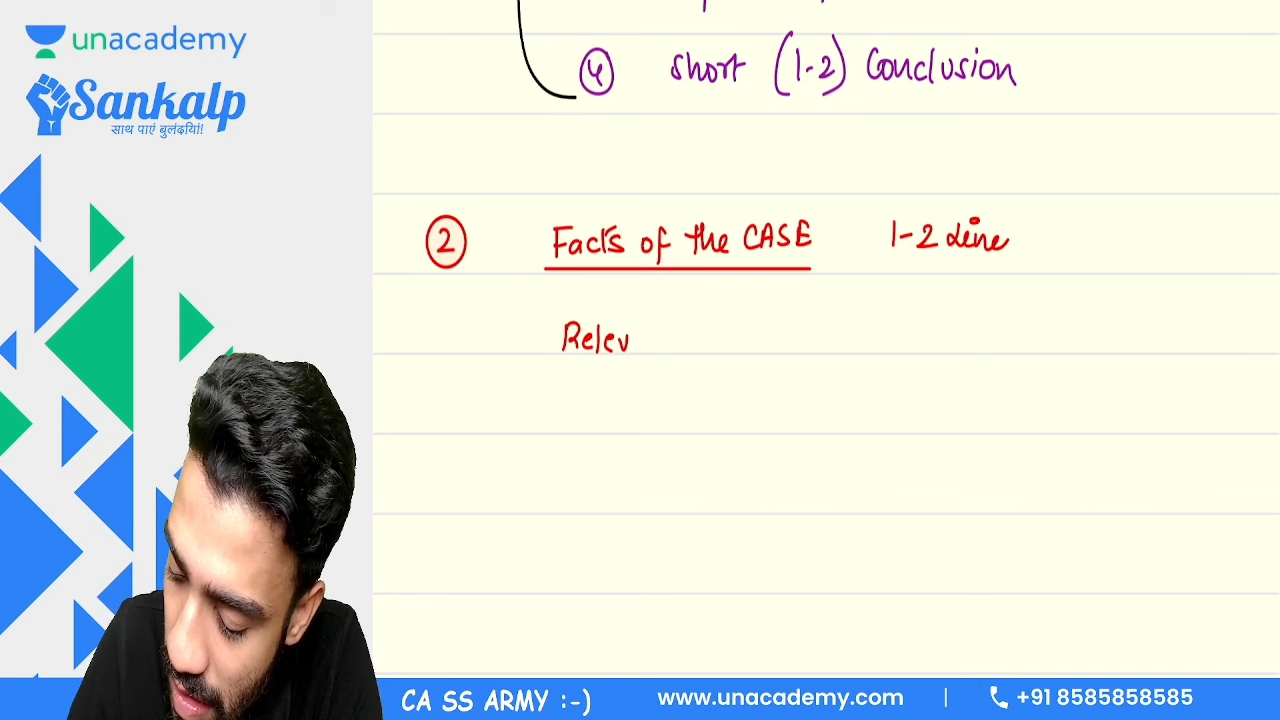 unacademy
Sankalp
साथ पाएं बुलंदियां!
4 short (1-2) Conclusion
2 Facts of the CASE 1-2 line
Relev
CA SS ARMY :-) www.unacademy.com | +91 8585858585